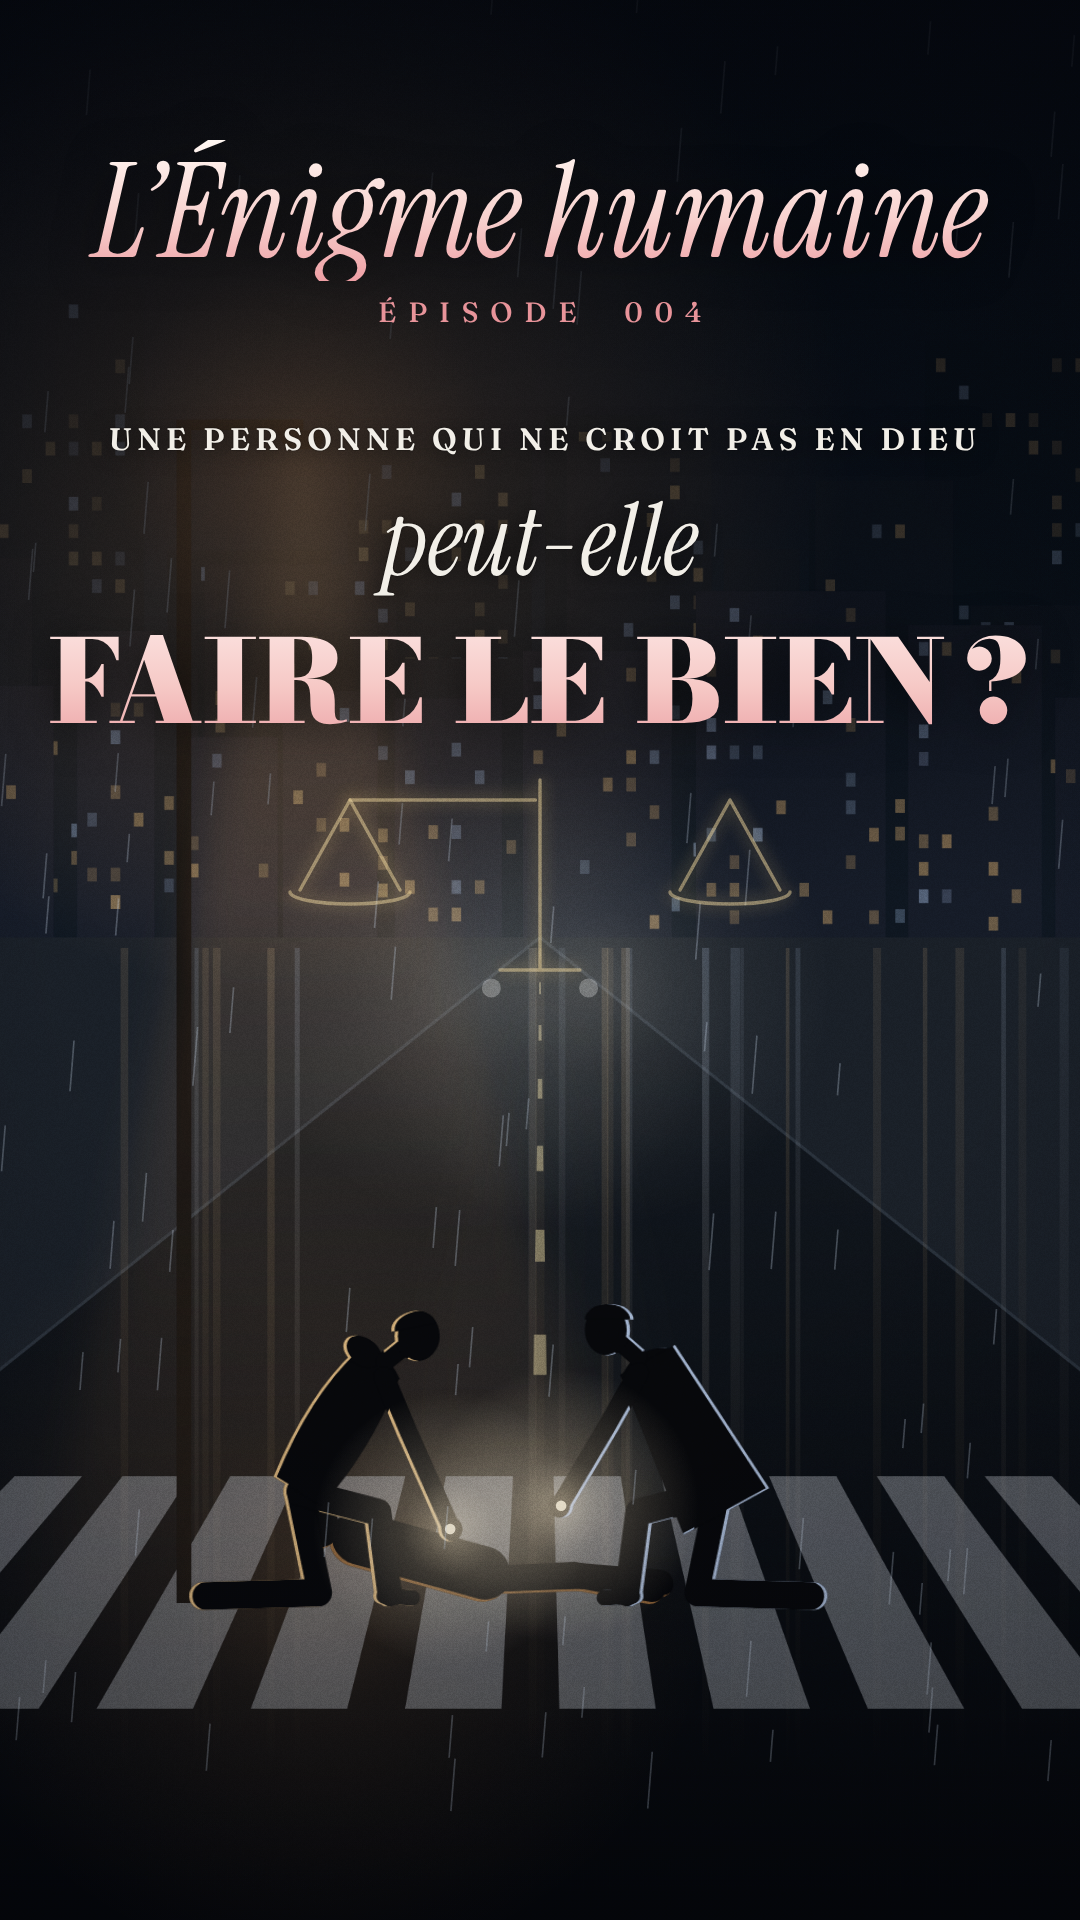 L’Énigme humaine
ÉPISODE 004
UNE PERSONNE QUI NE CROIT PAS EN DIEU
peut-elle
FAIRE LE BIEN ?